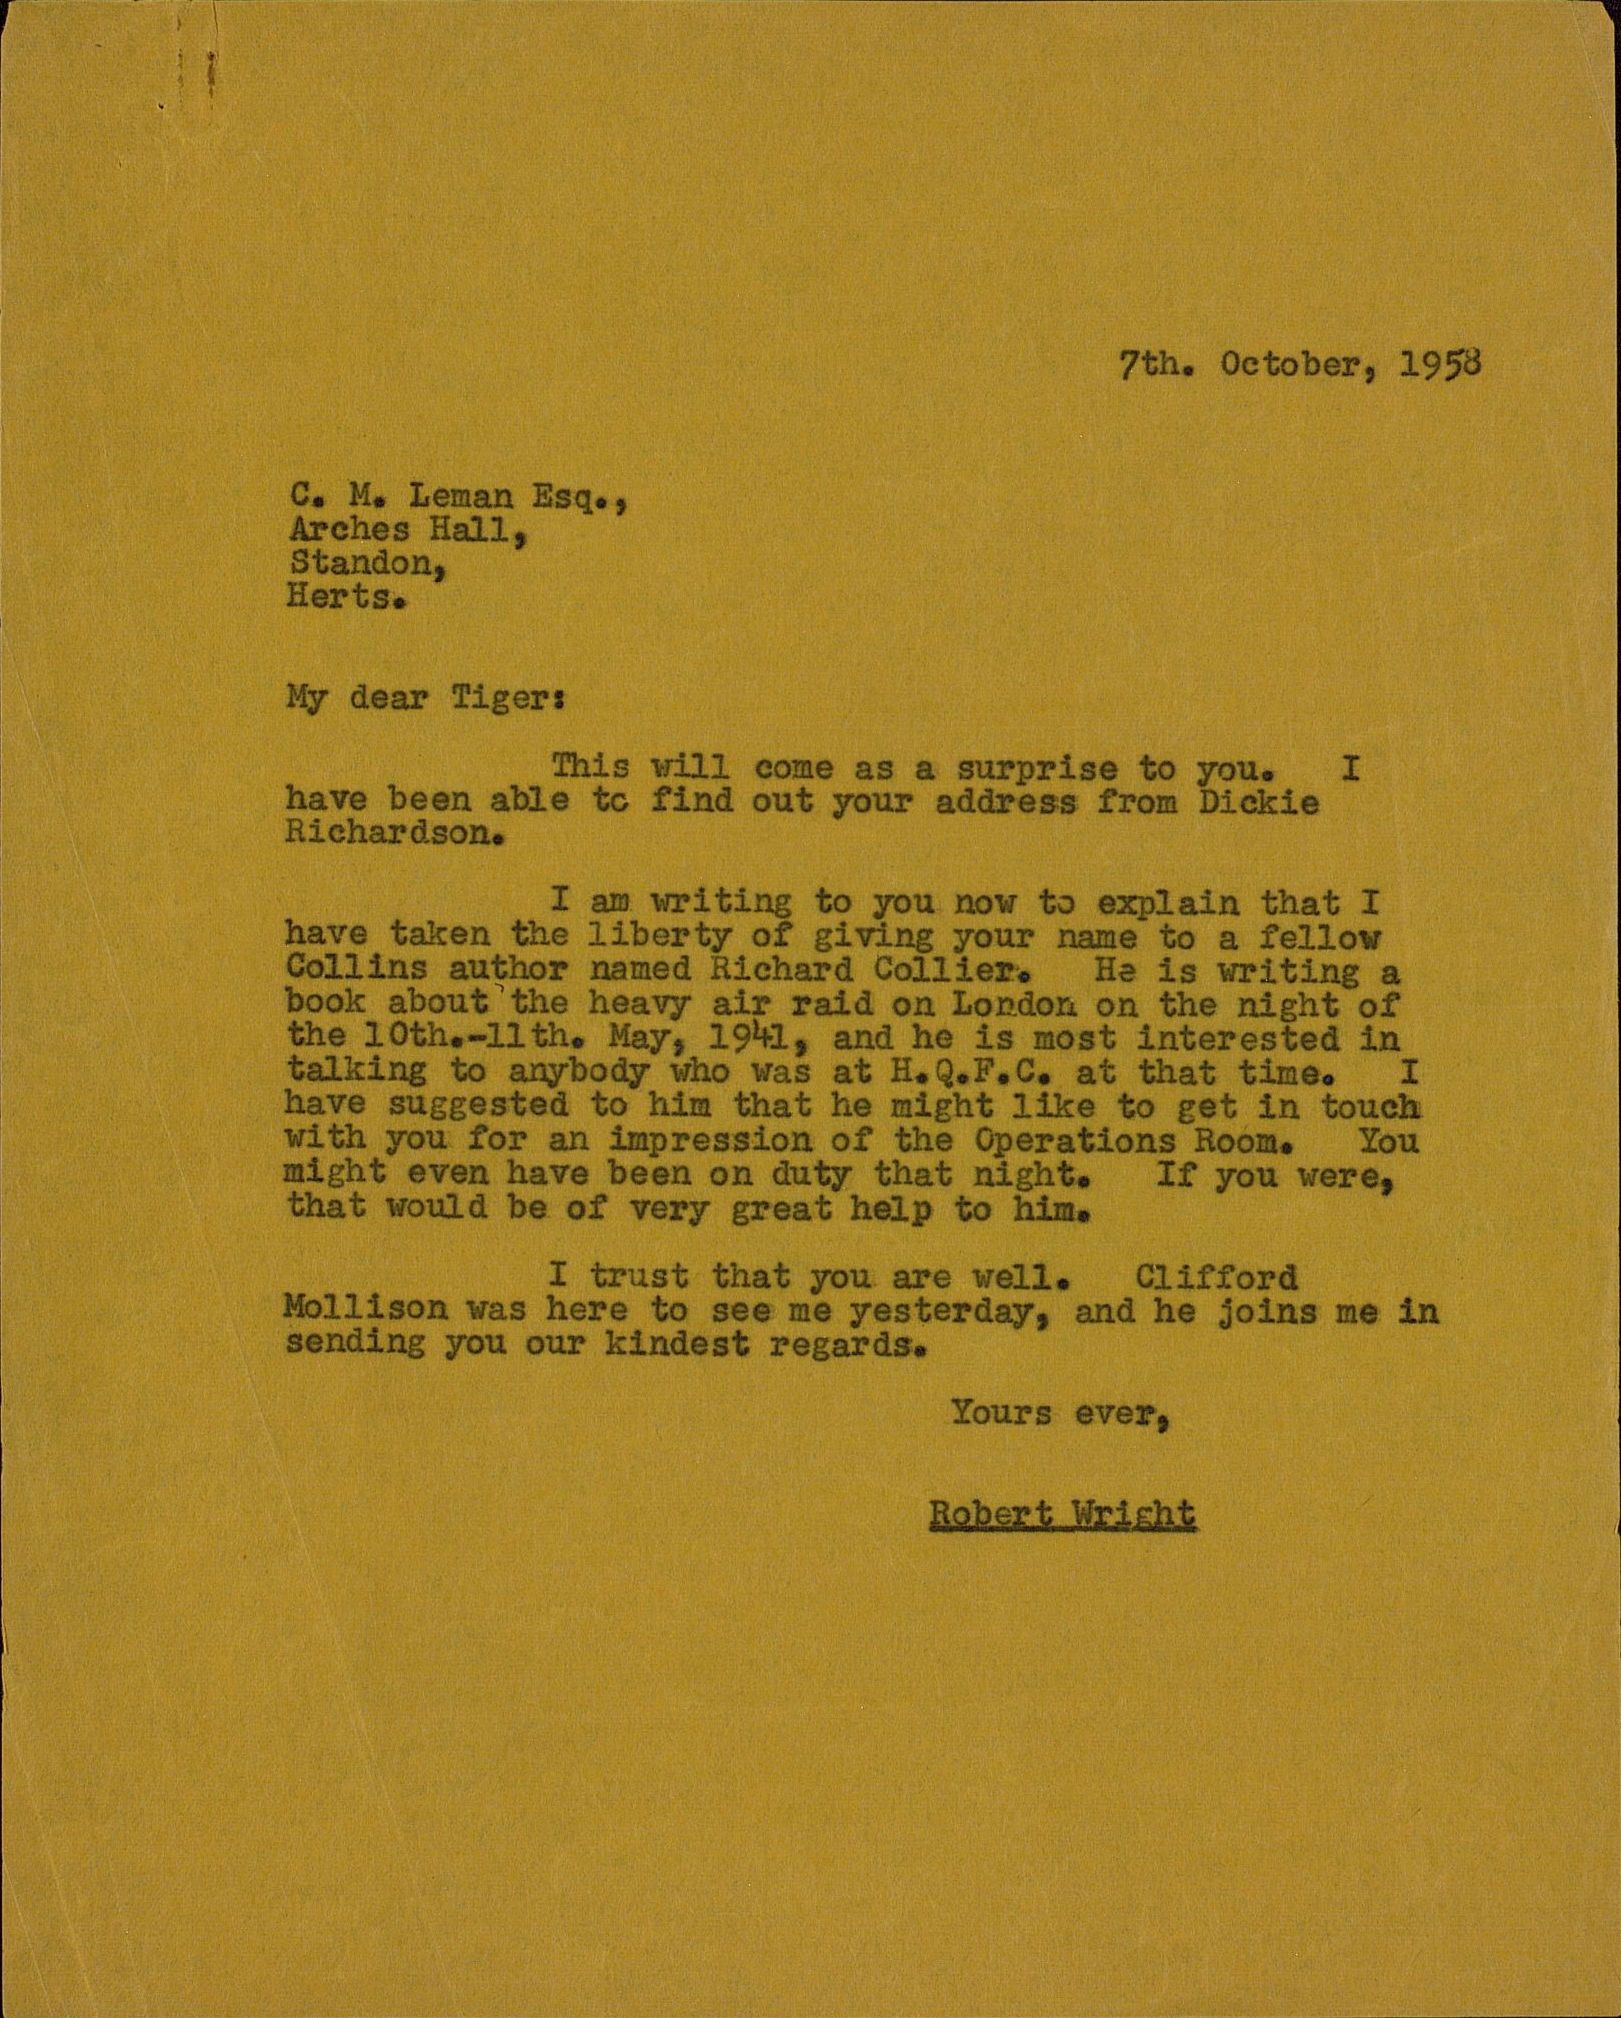 7th. October, 1958
C. M. Leman Esq.,
Arches Hall,
Standon,
Herts.
My dear Tiger:
This will come as a surprise to you. I
have been able to find out your address from Dickie
Richardson.
I am writing to you now to explain that I
have taken the liberty of giving your name to a fellow
Collins author named Richard Collier. He is writing a
book about the heavy air raid on London on the night of
the 10th.-11th. May, 1941, and he is most interested in
talking to anybody who was at H.Q.F.C. at that time. I
have suggested to him that he might like to get in touch
with you for an impression of the Operations Room. You
might even have been on duty that night. If you were,
that would be of very great help to him.
I trust that you are well. Clifford
Mollison was here to see me yesterday, and he joins me in
sending you our kindest regards.
Yours ever,
Robert Wright